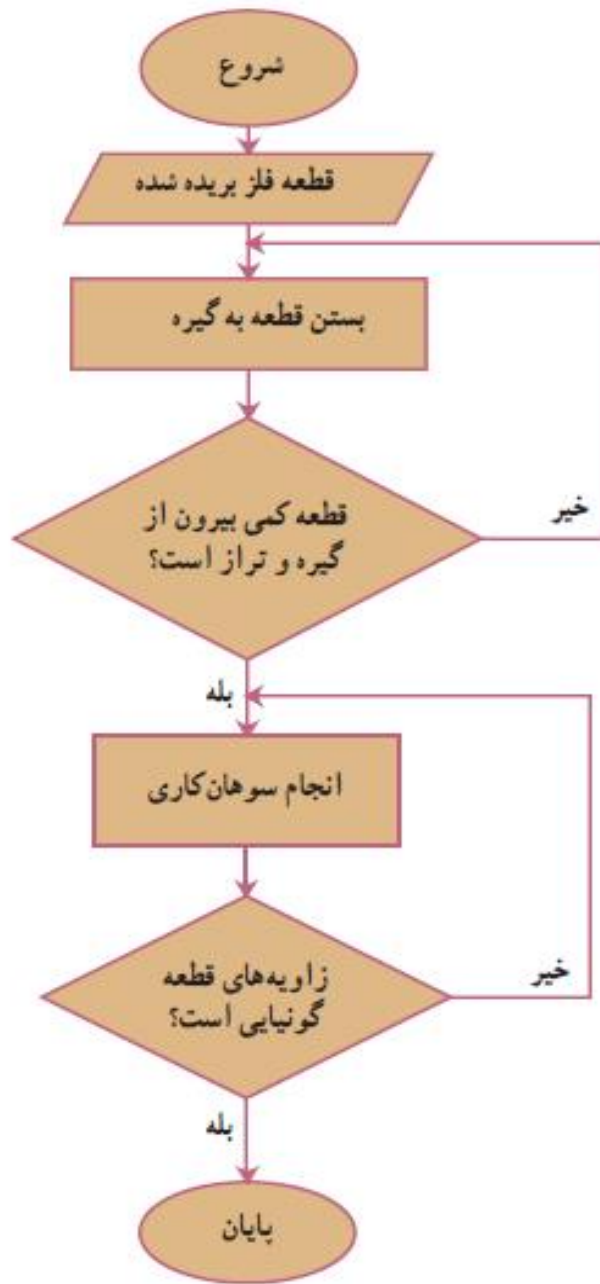 شروع
قطعه فلز بریده شده
بستن قطعه به گیره
قطعه کمی بیرون از
گیره و تراز است؟
خیر
بله
انجام سوهان‌کاری
زاویه‌های قطعه
گونیایی است؟
خیر
بله
پایان